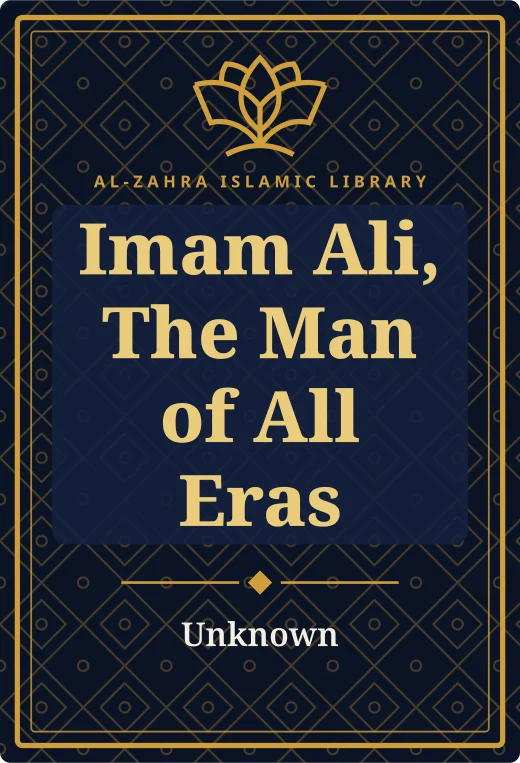 AL-ZAHRA ISLAMIC LIBRARY
Imam Ali,
The Man
of All
Eras
Unknown